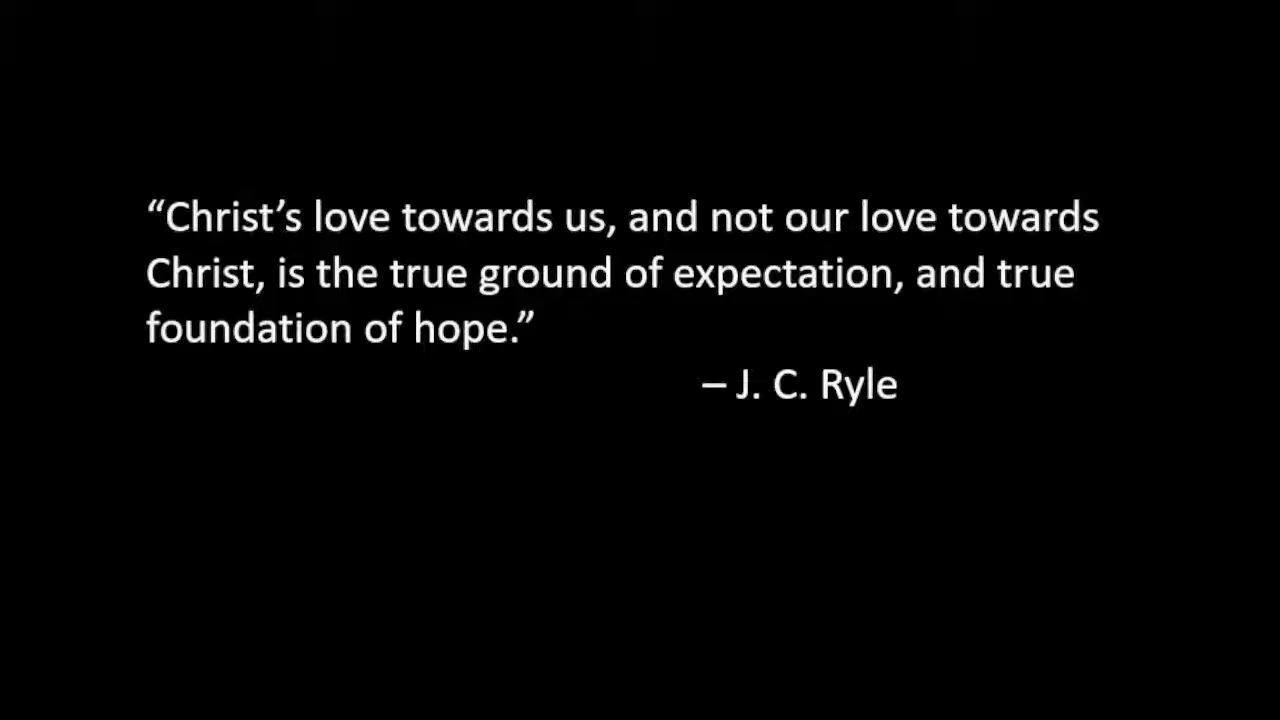 “Christ’s love towards us, and not our love towards
Christ, is the true ground of expectation, and true
foundation of hope.”
– J. C. Ryle